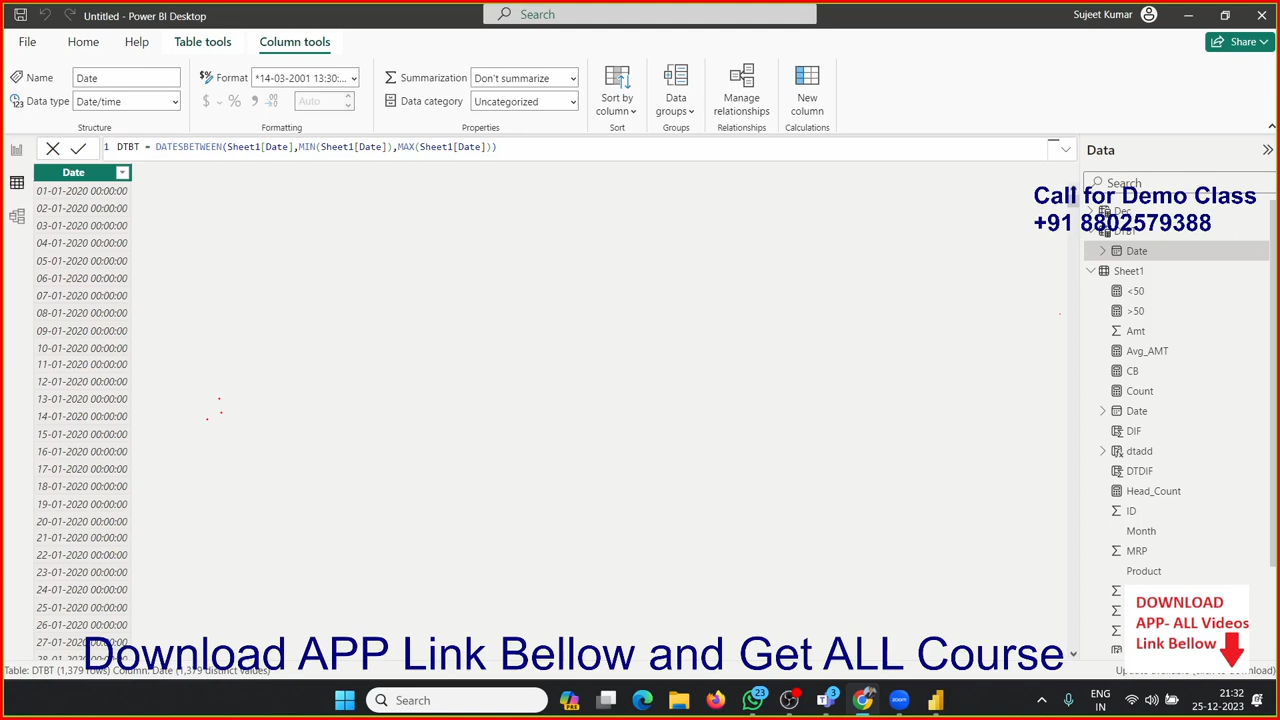 Untitled - Power BI Desktop
Search
Sujeet Kumar
File Home Help Table tools Column tools
Share
Name Date
Format *14-03-2001 13:30:...
Summarization Don't summarize
Data type Date/time
$ % Auto
Data category Uncategorized
Sort by column
Data groups
Manage relationships
New column
Structure
Formatting
Properties
Sort
Groups
Relationships
Calculations
1 DTBT = DATESBETWEEN(Sheet1[Date],MIN(Sheet1[Date]),MAX(Sheet1[Date]))
Date
01-01-2020 00:00:00
02-01-2020 00:00:00
03-01-2020 00:00:00
04-01-2020 00:00:00
05-01-2020 00:00:00
06-01-2020 00:00:00
07-01-2020 00:00:00
08-01-2020 00:00:00
09-01-2020 00:00:00
10-01-2020 00:00:00
11-01-2020 00:00:00
12-01-2020 00:00:00
13-01-2020 00:00:00
14-01-2020 00:00:00
15-01-2020 00:00:00
16-01-2020 00:00:00
17-01-2020 00:00:00
18-01-2020 00:00:00
19-01-2020 00:00:00
20-01-2020 00:00:00
21-01-2020 00:00:00
22-01-2020 00:00:00
23-01-2020 00:00:00
24-01-2020 00:00:00
25-01-2020 00:00:00
26-01-2020 00:00:00
27-01-2020 00:00:00
Data
Search
Call for Demo Class
+91 8802579388
Date
Sheet1
<50
>50
Amt
Avg_AMT
CB
Count
Date
DIF
dtadd
DTDIF
Head_Count
ID
Month
MRP
Product
DOWNLOAD
APP- ALL Videos
Link Bellow
Download APP Link Bellow and Get ALL Course
Table: DTBT (1,379 rows) Column: Date (1,379 distinct values)
Update available (click to download)
Search
PRE
23
3
ENG
IN
21:32
25-12-2023